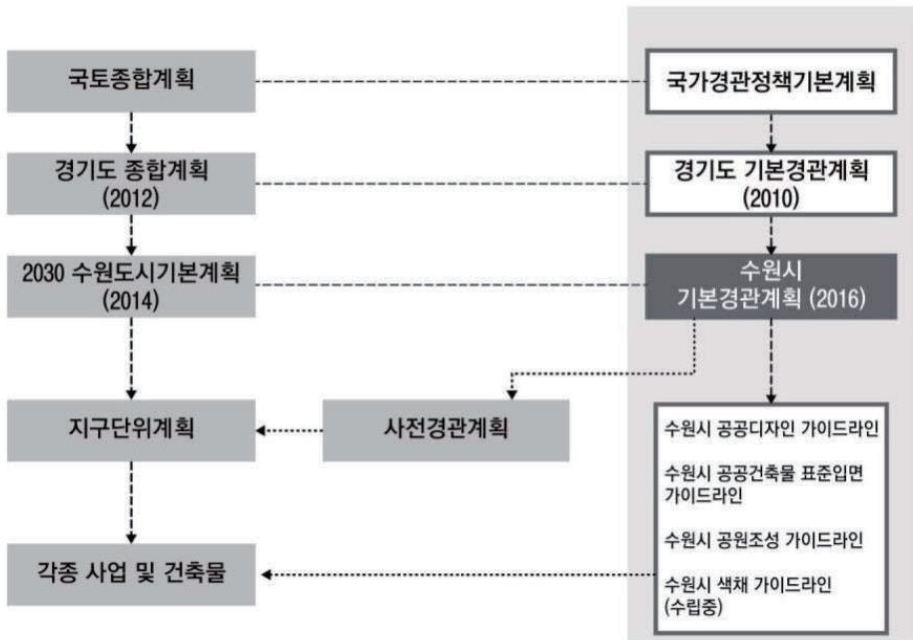 국토종합계획
국가경관정책기본계획
경기도 종합계획
(2012)
경기도 기본경관계획
(2010)
2030 수원도시기본계획
(2014)
수원시
기본경관계획 (2016)
지구단위계획
사전경관계획
수원시 공공디자인 가이드라인
수원시 공공건축물 표준입면
가이드라인
수원시 공원조성 가이드라인
수원시 색채 가이드라인
(수립중)
각종 사업 및 건축물